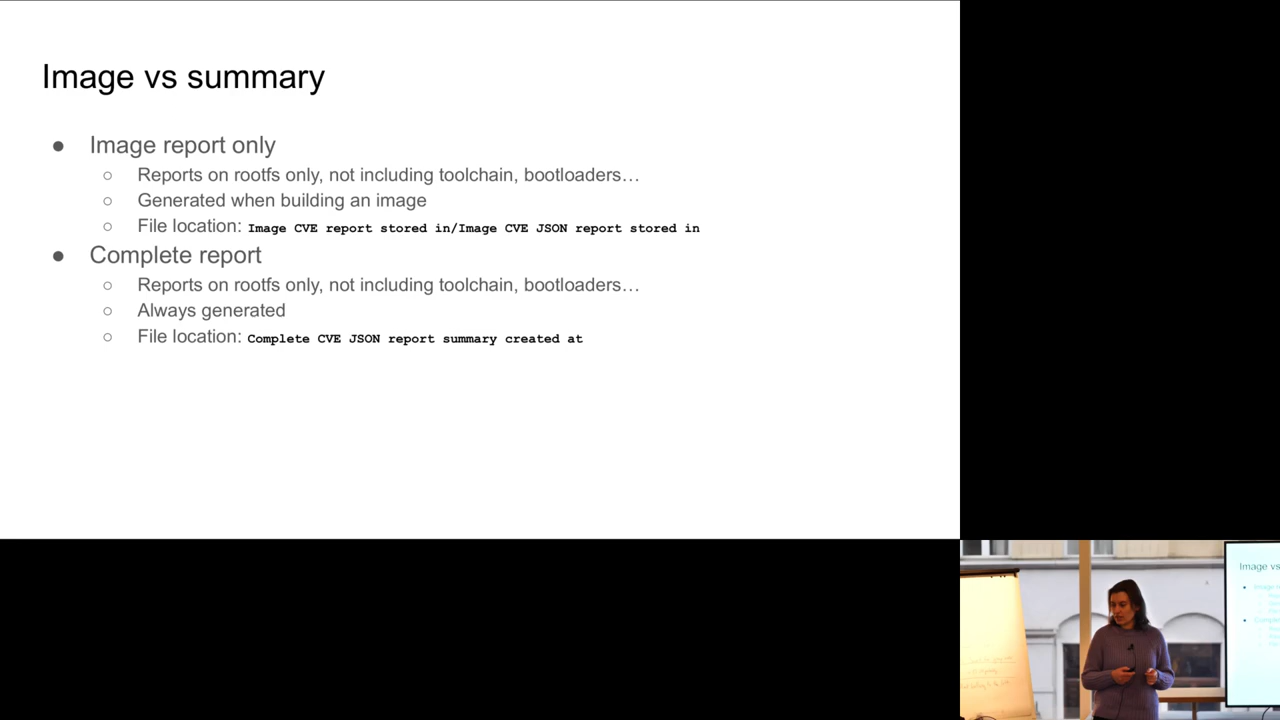 Image vs summary
● Image report only
○ Reports on rootfs only, not including toolchain, bootloaders…
○ Generated when building an image
○ File location: Image CVE report stored in/Image CVE JSON report stored in
● Complete report
○ Reports on rootfs only, not including toolchain, bootloaders…
○ Always generated
○ File location: Complete CVE JSON report summary created at
Image vs